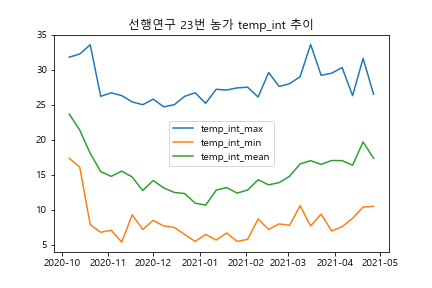 선행연구 23번 농가 temp_int 추이
35
30
25
20
15
10
5
temp_int_max
temp_int_min
temp_int_mean
2020-10 2020-11 2020-12 2021-01 2021-02 2021-03 2021-04 2021-05